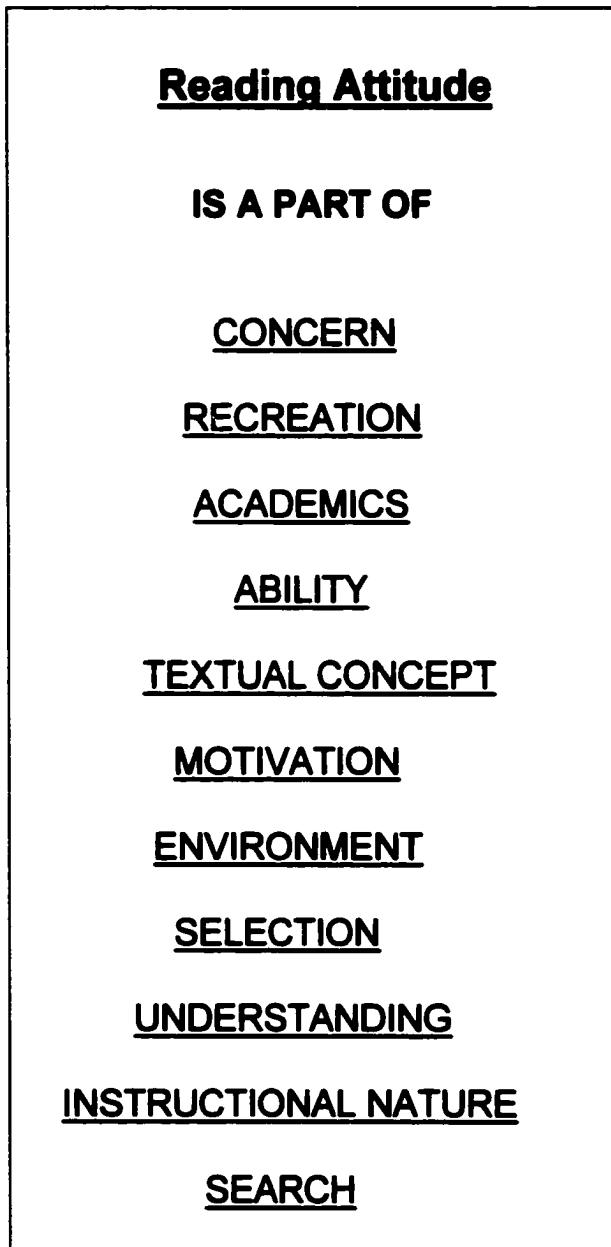 Reading Attitude
IS A PART OF
CONCERN
RECREATION
ACADEMICS
ABILITY
TEXTUAL CONCEPT
MOTIVATION
ENVIRONMENT
SELECTION
UNDERSTANDING
INSTRUCTIONAL NATURE
SEARCH